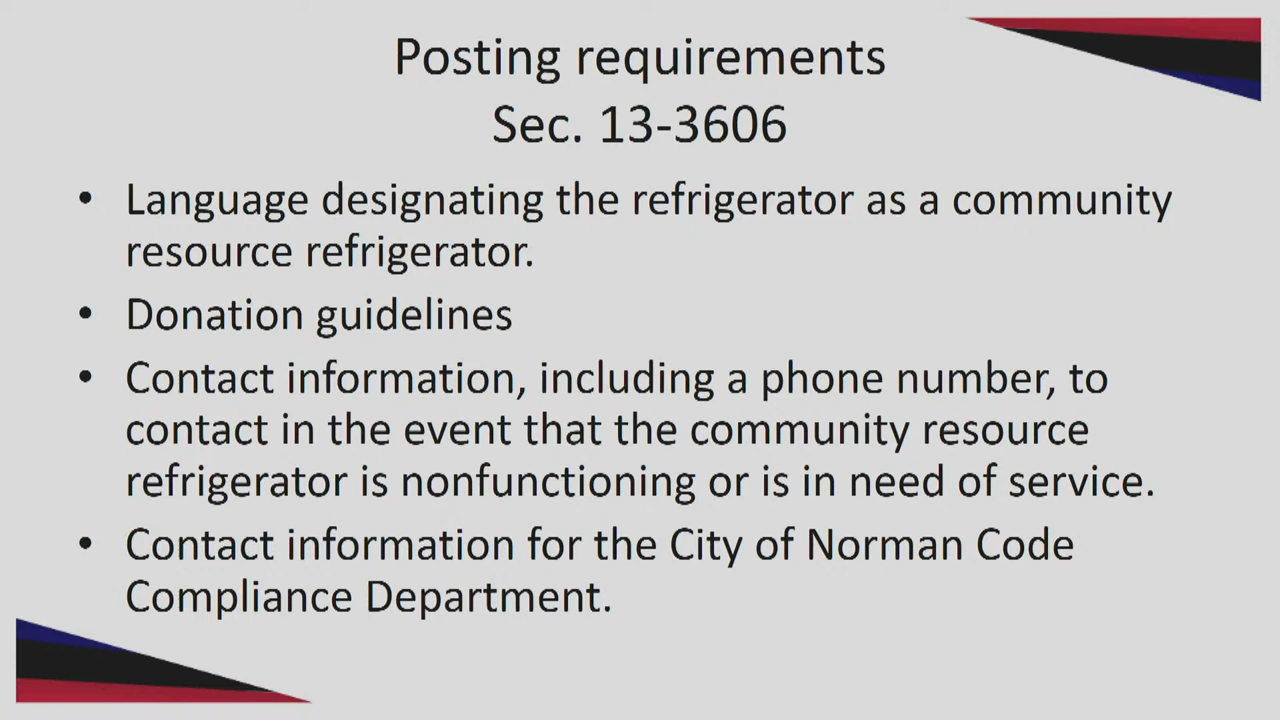 Posting requirements
Sec. 13-3606
• Language designating the refrigerator as a community
resource refrigerator.
• Donation guidelines
• Contact information, including a phone number, to
contact in the event that the community resource
refrigerator is nonfunctioning or is in need of service.
• Contact information for the City of Norman Code
Compliance Department.